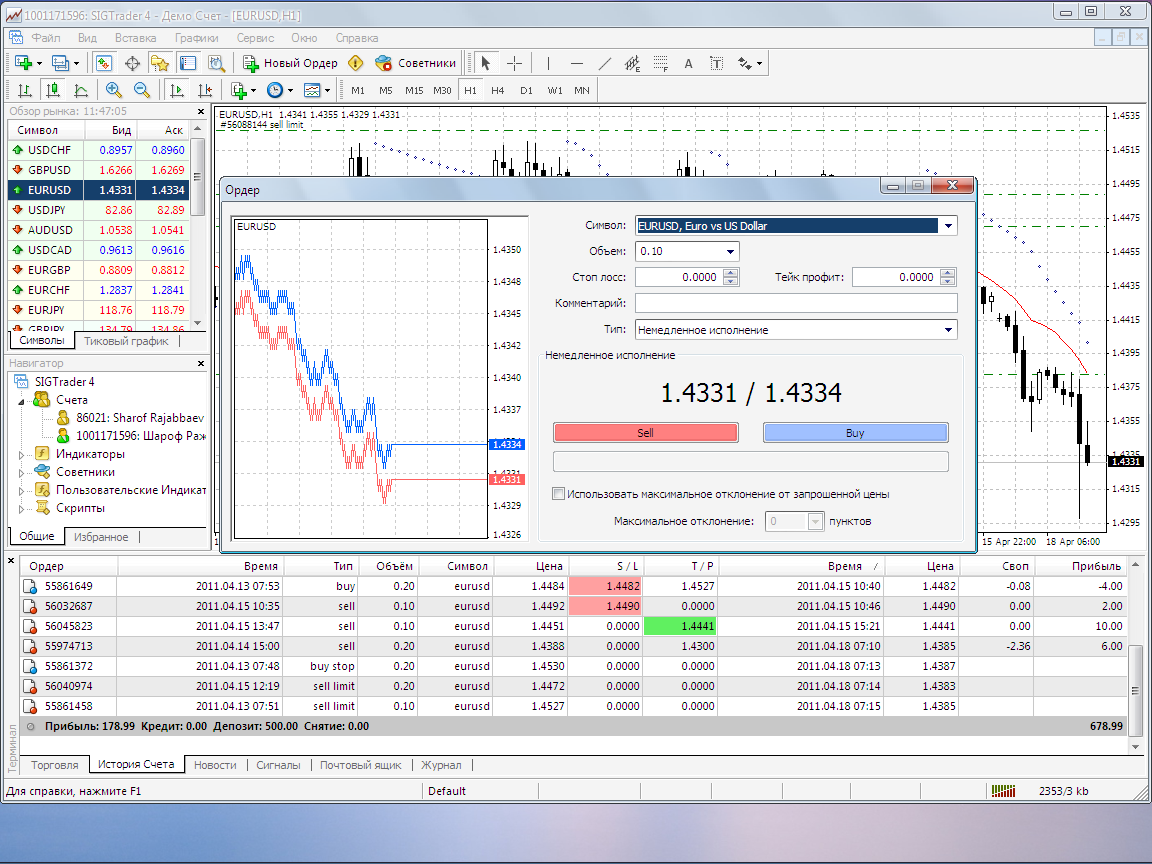 1001171596: SIGTrader 4 - Демо Счет - [EURUSD,H1]
Файл Вид Вставка Графики Сервис Окно Справка
Новый Ордер Советники
M1 M5 M15 M30 H1 H4 D1 W1 MN
Обзор рынка: 11:47:05
Символ Бид Аск
USDCHF 0.8957 0.8960
GBPUSD 1.6266 1.6269
EURUSD 1.4331 1.4334
USDJPY 82.86 82.89
AUDUSD 1.0538 1.0541
USDCAD 0.9613 0.9616
EURGBP 0.8809 0.8812
EURCHF 1.2837 1.2841
EURJPY 118.76 118.79
GBPJPY 134.79 134.86
Символы Тиковый график
Навигатор
SIGTrader 4
Счета
86021: Sharof Rajabbaev
1001171596: Шароф Раж
Индикаторы
Советники
Пользовательские Индикат
Скрипты
Общие Избранное
EURUSD,H1 1.4341 1.4355 1.4329 1.4331
#56088144 sell limit
1.4535
1.4515
1.4495
1.4475
1.4455
1.4435
1.4415
1.4395
1.4375
1.4331
1.4315
1.4295
15 Apr 22:00 18 Apr 06:00
Ордер
EURUSD
1.4350
1.4348
1.4345
1.4342
1.4340
1.4337
1.4334
1.4331
1.4331
1.4329
1.4326
Символ: EURUSD, Euro vs US Dollar
Объем: 0.10
Стоп лосс: 0.0000 Тейк профит: 0.0000
Комментарий:
Тип: Немедленное исполнение
Немедленное исполнение
1.4331 / 1.4334
Sell Buy
Использовать максимальное отклонение от запрошенной цены
Максимальное отклонение: 0 пунктов
Ордер Время Тип Объём Символ Цена S / L T / P Время / Цена Своп Прибыль
55861649 2011.04.13 07:53 buy 0.20 eurusd 1.4484 1.4482 1.4527 2011.04.15 10:40 1.4482 -0.08 -4.00
56032687 2011.04.15 10:35 sell 0.10 eurusd 1.4492 1.4490 0.0000 2011.04.15 10:46 1.4490 0.00 2.00
56045823 2011.04.15 13:47 sell 0.10 eurusd 1.4451 0.0000 1.4441 2011.04.15 15:21 1.4441 0.00 10.00
55974713 2011.04.14 15:00 sell 0.20 eurusd 1.4388 0.0000 1.4300 2011.04.18 07:10 1.4385 -2.36 6.00
55861372 2011.04.13 07:48 buy stop 0.20 eurusd 1.4530 0.0000 0.0000 2011.04.18 07:13 1.4387
56040974 2011.04.15 12:19 sell limit 0.20 eurusd 1.4472 0.0000 0.0000 2011.04.18 07:14 1.4383
55861458 2011.04.13 07:51 sell limit 0.10 eurusd 1.4527 0.0000 0.0000 2011.04.18 07:15 1.4385
Прибыль: 178.99 Кредит: 0.00 Депозит: 500.00 Снятие: 0.00 678.99
Терминал
Торговля История Счета Новости Сигналы Почтовый ящик Журнал
Для справки, нажмите F1 Default 2353/3 kb